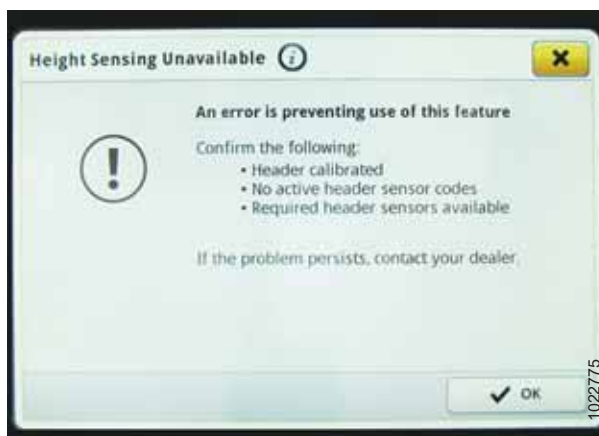 Height Sensing Unavailable
An error is preventing use of this feature
Confirm the following:
• Header calibrated
• No active header sensor codes
• Required header sensors available
If the problem persists, contact your dealer.
OK
1022775